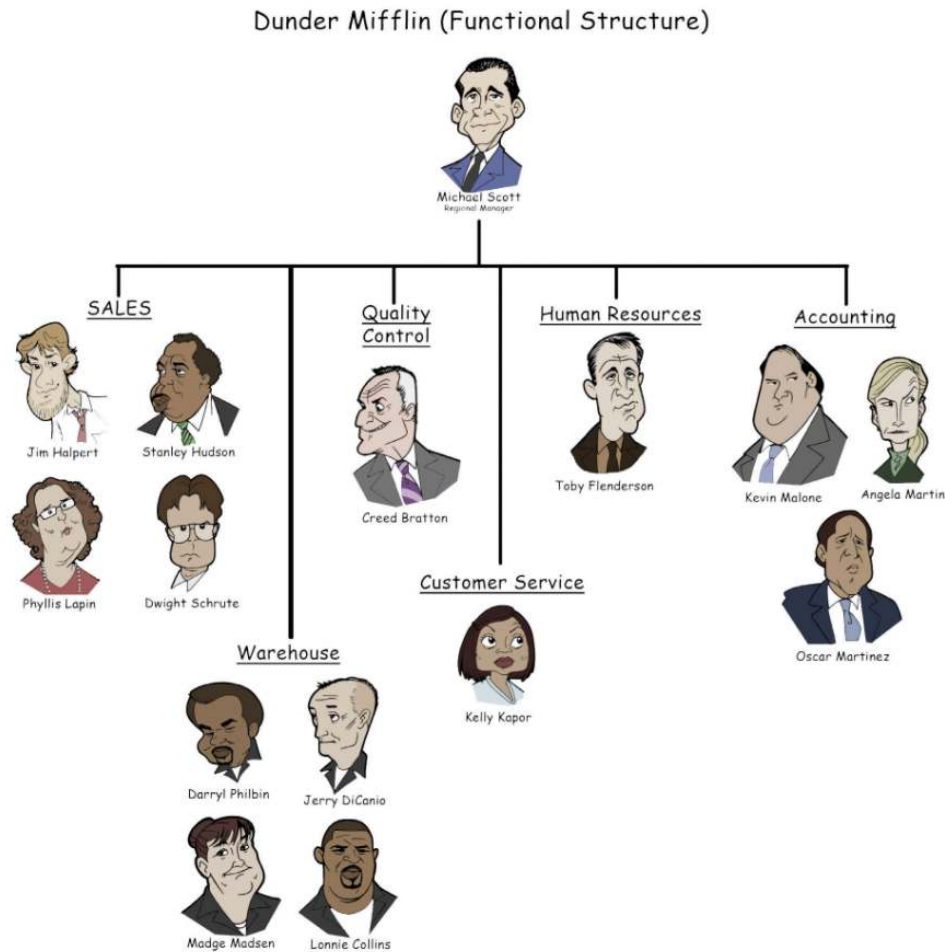 Dunder Mifflin (Functional Structure)
Michael Scott
Regional Manager
SALES
Quality
Control
Human Resources
Accounting
Jim Halpert
Stanley Hudson
Creed Bratton
Toby Flenderson
Kevin Malone
Angela Martin
Phyllis Lapin
Dwight Schrute
Customer Service
Oscar Martinez
Warehouse
Kelly Kapor
Darryl Philbin
Jerry DiCanio
Madge Madsen
Lonnie Collins